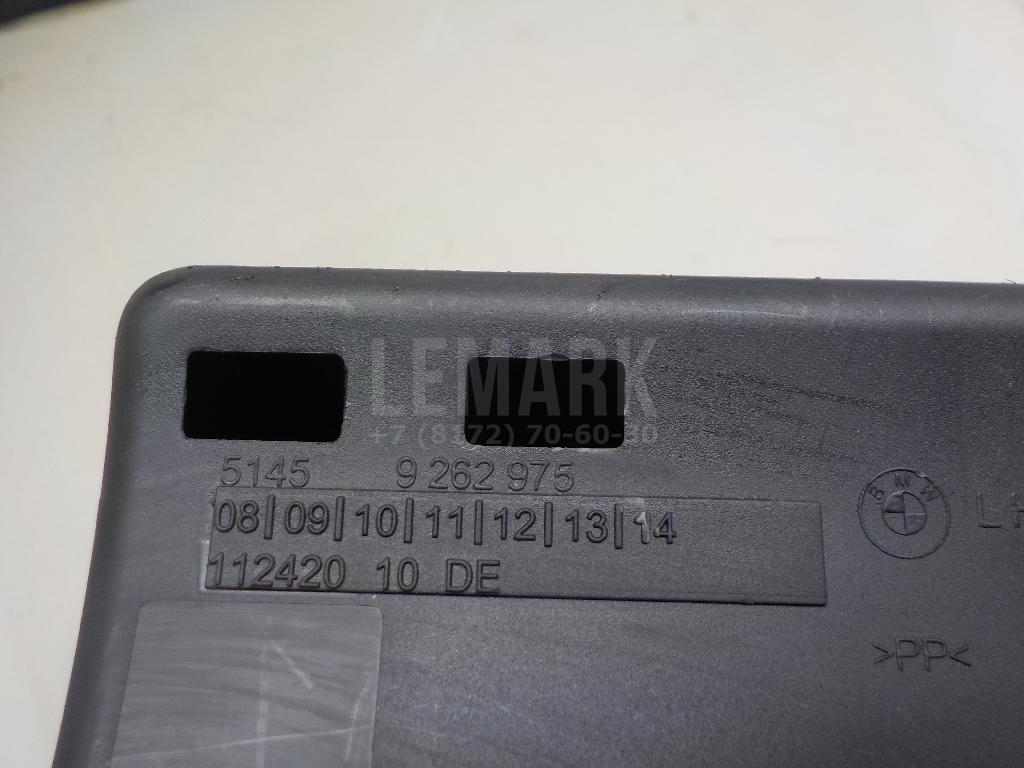 LEMARK
+7 (8172) 70-60-80
5145 9 262 975
08|09|10|11|12|13|14
112420 10 DE
BMW
>PP<